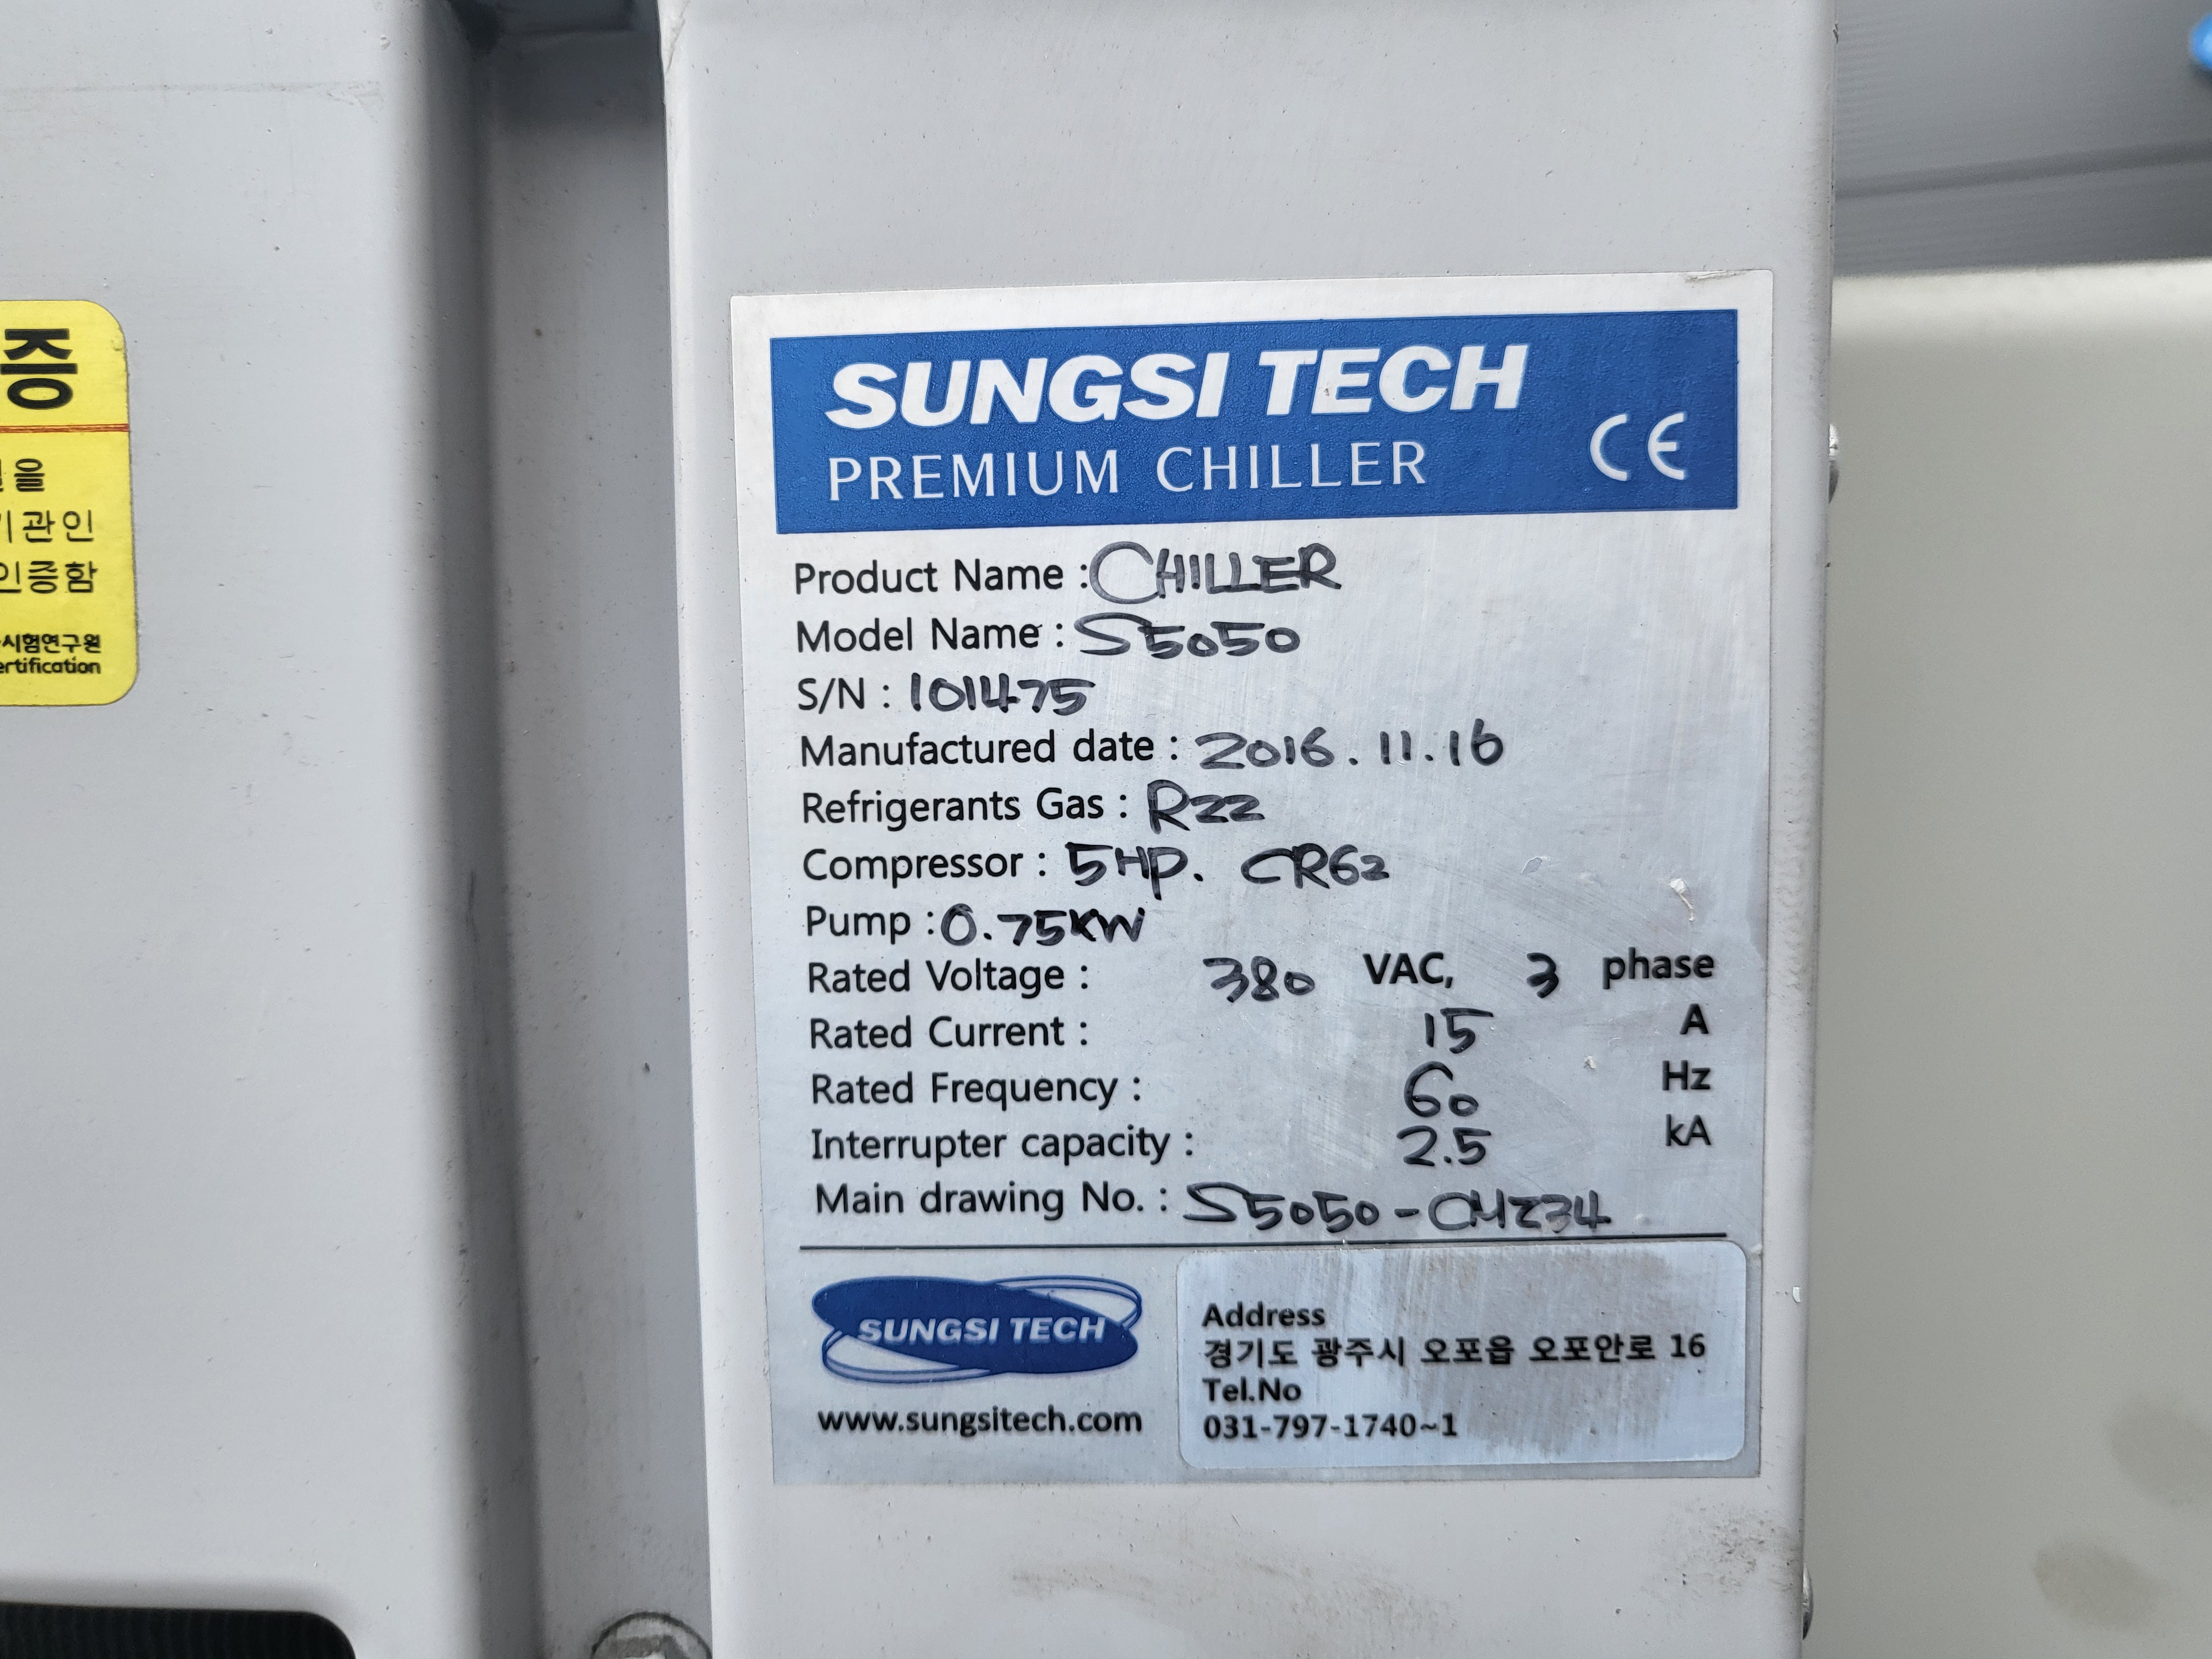 증
을
기관인
인증함
시험연구원
ertification
SUNGSI TECH
PREMIUM CHILLER CE
Product Name : CHILLER
Model Name : S5050
S/N : 101475
Manufactured date : 2016.11.16
Refrigerants Gas : R22
Compressor : 5HP. CR62
Pump : 0.75KW
Rated Voltage : 380 VAC, 3 phase
Rated Current : 15 A
Rated Frequency : 60 Hz
Interrupter capacity : 2.5 kA
Main drawing No. :
SUNGSI TECH
www.sungsitech.com
Address
경기도 광주시 오포읍 오포안로 16
Tel.No
031-797-1740~1